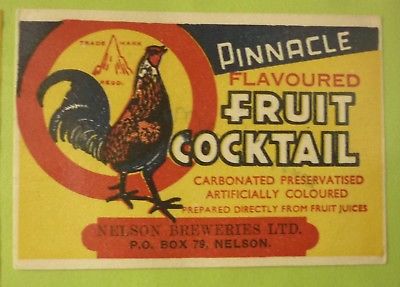 PINNACLE
TRADE MARK
REGD.
FLAVOURED
FRUIT
COCKTAIL
CARBONATED PRESERVATISED
ARTIFICIALLY COLOURED
PREPARED DIRECTLY FROM FRUIT JUICES
NELSON BREWERIES LTD.
P.O. BOX 79, NELSON.